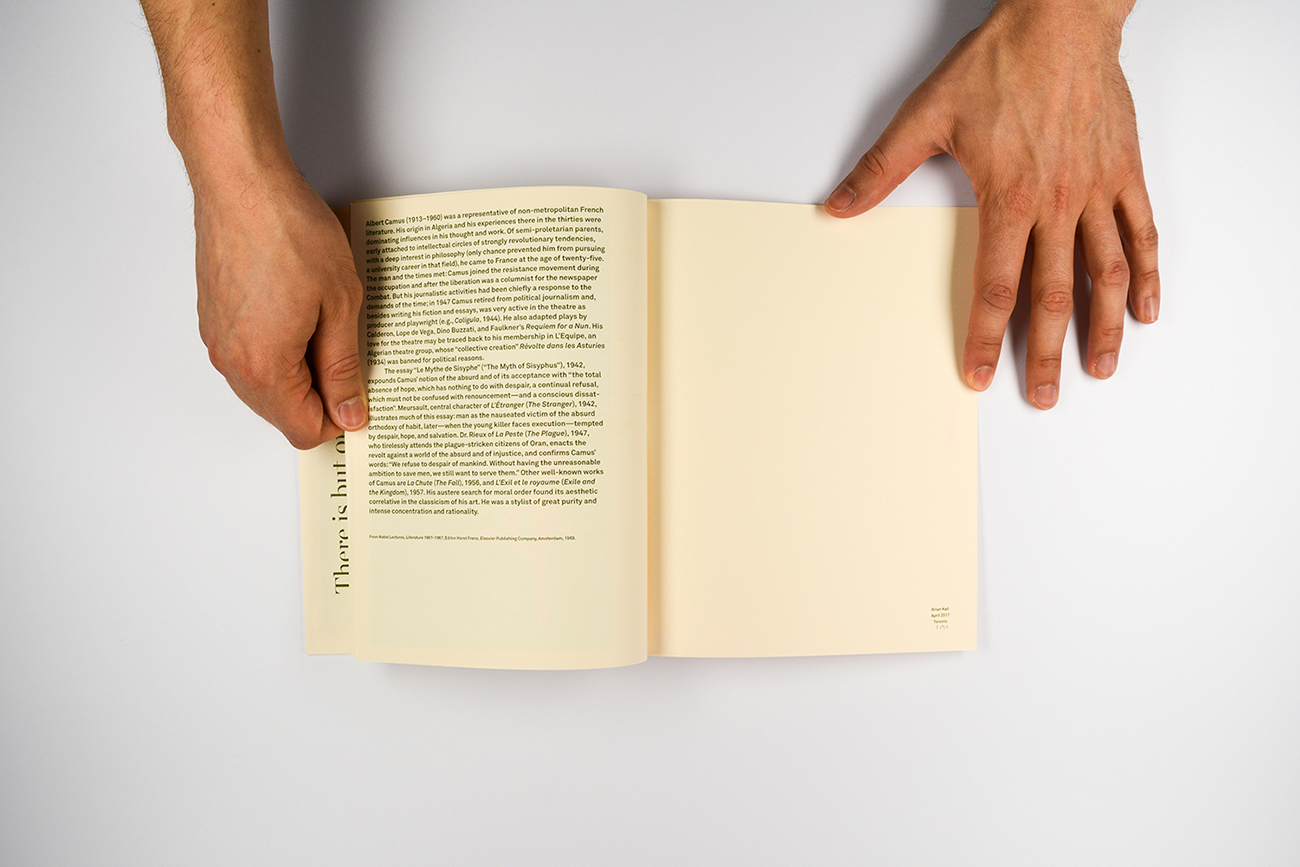 Albert Camus (1913–1960) was a representative of non-metropolitan French
literature. His origin in Algeria and his experiences there in the thirties were
dominating influences in his thought and work. Of semi-proletarian parents,
early attached to intellectual circles of strongly revolutionary tendencies,
with a deep interest in philosophy (only chance prevented him from pursuing
a university career in that field), he came to France at the age of twenty-five.
The man and the times met: Camus joined the resistance movement during
the occupation and after the liberation was a columnist for the newspaper
Combat. But his journalistic activities had been chiefly a response to the
demands of the time; in 1947 Camus retired from political journalism and,
besides writing his fiction and essays, was very active in the theatre as
producer and playwright (e.g., Caligula, 1944). He also adapted plays by
Calderon, Lope de Vega, Dino Buzzati, and Faulkner's Requiem for a Nun. His
love for the theatre may be traced back to his membership in L'Equipe, an
Algerian theatre group, whose "collective creation" Révolte dans les Asturies
(1934) was banned for political reasons.
The essay "Le Mythe de Sisyphe" ("The Myth of Sisyphus"), 1942,
expounds Camus' notion of the absurd and of its acceptance with "the total
absence of hope, which has nothing to do with despair, a continual refusal,
which must not be confused with renouncement—and a conscious dissat-
isfaction". Meursault, central character of L'Étranger (The Stranger), 1942,
illustrates much of this essay: man as the nauseated victim of the absurd
orthodoxy of habit, later—when the young killer faces execution—tempted
by despair, hope, and salvation. Dr. Rieux of La Peste (The Plague), 1947,
who tirelessly attends the plague-stricken citizens of Oran, enacts the
revolt against a world of the absurd and of injustice, and confirms Camus'
words: "We refuse to despair of mankind. Without having the unreasonable
ambition to save men, we still want to serve them." Other well-known works
of Camus are La Chute (The Fall), 1956, and L'Exil et le royaume (Exile and
the Kingdom), 1957. His austere search for moral order found its aesthetic
correlative in the classicism of his art. He was a stylist of great purity and
intense concentration and rationality.
From Nobel Lectures, Literature 1901-1967, Editor Horst Frenz, Elsevier Publishing Company, Amsterdam, 1969.
There is but
April 2017
Toronto